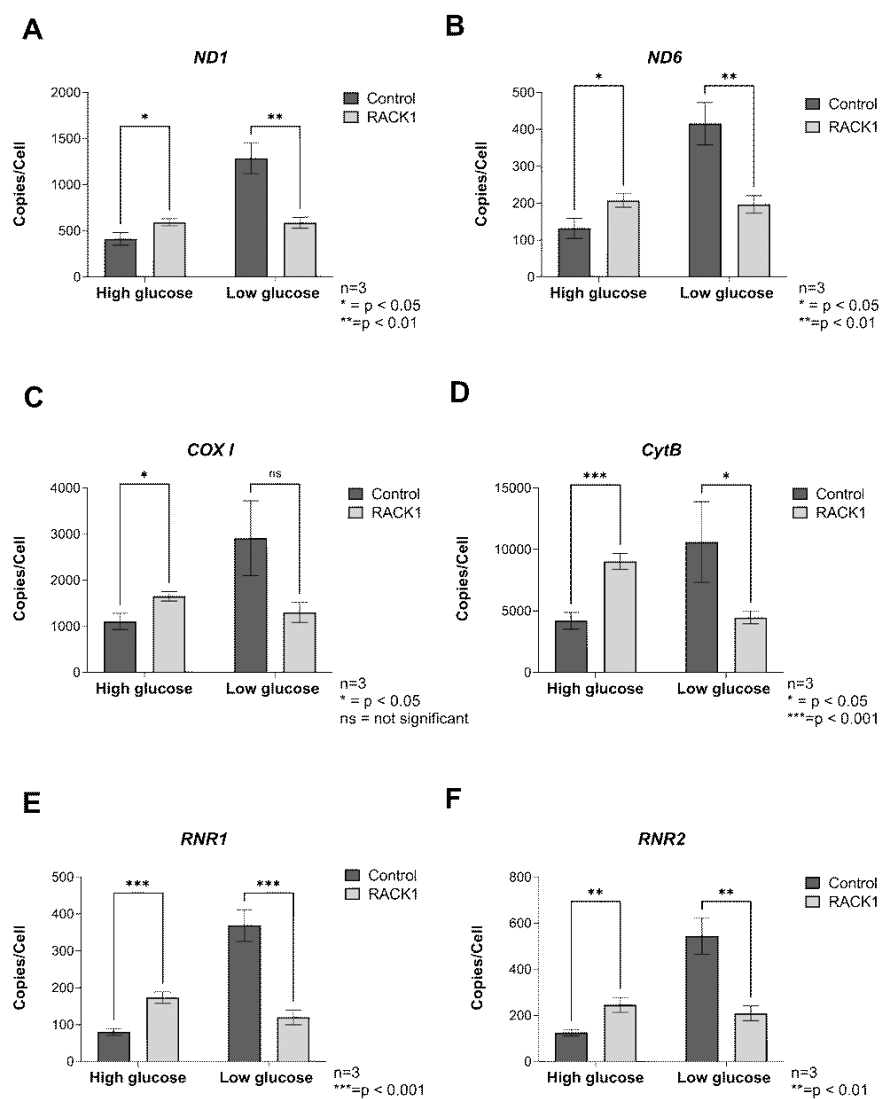 A
ND1
2000
1500
1000
500
0
Copies/Cell
*
**
Control
RACK1
High glucose
Low glucose
n=3
* = p < 0.05
**=p < 0.01
B
ND6
500
400
300
200
100
0
Copies/Cell
*
**
Control
RACK1
High glucose
Low glucose
n=3
* = p < 0.05
**=p < 0.01
C
COX I
4000
3000
2000
1000
0
Copies/Cell
*
ns
Control
RACK1
High glucose
Low glucose
n=3
* = p < 0.05
ns = not significant
D
CytB
15000
10000
5000
0
Copies/Cell
***
*
Control
RACK1
High glucose
Low glucose
n=3
* = p < 0.05
***=p < 0.001
E
RNR1
500
400
300
200
100
0
Copies/Cell
***
***
Control
RACK1
High glucose
Low glucose
n=3
***=p < 0.001
F
RNR2
800
600
400
200
0
Copies/Cell
**
**
Control
RACK1
High glucose
Low glucose
n=3
**=p < 0.01